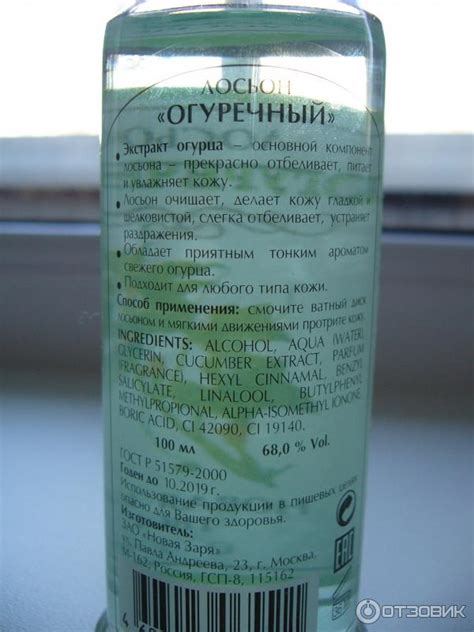 ЛОСЬОН
«ОГУРЕЧНЫЙ»
• Экстракт огурца – основной компонент
лосьона – прекрасно отбеливает, питает
и увлажняет кожу.
• Лосьон очищает, делает кожу гладкой и
шелковистой, слегка отбеливает, устраняет
раздражения.
• Обладает приятным тонким ароматом
свежего огурца.
• Подходит для любого типа кожи.
Способ применения: смочите ватный диск
лосьоном и мягкими движениями протрите кожу.
INGREDIENTS: ALCOHOL, AQUA (WATER),
GLYCERIN, CUCUMBER EXTRACT, PARFUM
(FRAGRANCE), HEXYL CINNAMAL, BENZYL
SALICYLATE, LINALOOL, BUTYLPHENYL
METHYLPROPIONAL, ALPHA-ISOMETHYL IONONE,
BORIC ACID, CI 42090, CI 19140.
100 мл 68,0 % Vol.
ГОСТ Р 51579-2000
Годен до 10.2019 г.
Использование продукции в пищевых целях
опасно для Вашего здоровья.
Изготовитель:
ЗАО "Новая Заря"
ул. Павла Андреева, 23, г. Москва,
М-162, Россия, ГСП-8, 115162
EAC
ОТЗОВИК